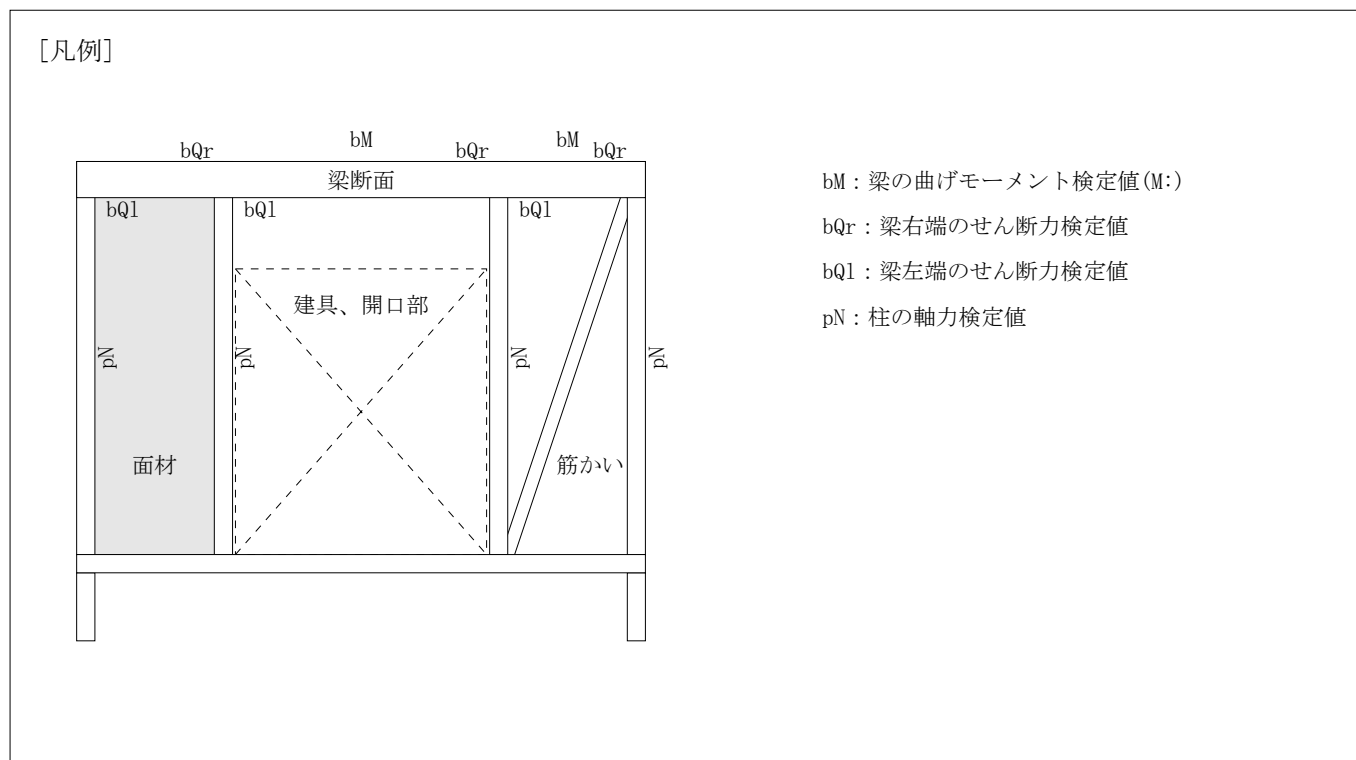 [凡例]
bM
bM
bQr
bQr
bQr
梁断面
bQl
bQl
bQl
建具、開口部
pN
pN
pN
pN
面材
筋かい
bM：梁の曲げモーメント検定値(M:)
bQr：梁右端のせん断力検定値
bQl：梁左端のせん断力検定値
pN：柱の軸力検定値